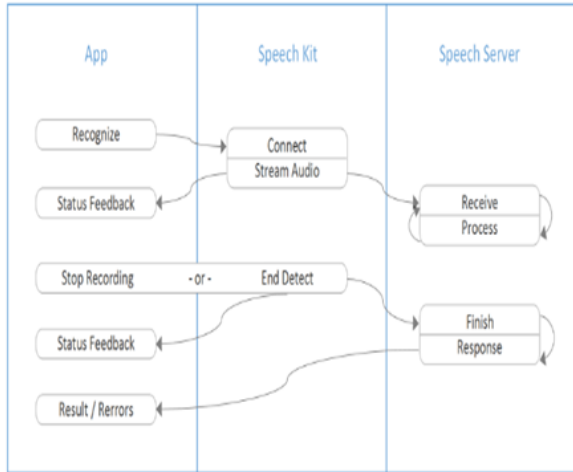 App Speech Kit Speech Server
Recognize
Connect
Stream Audio
Status Feedback
Receive
Process
Stop Recording - or - End Detect
Finish
Status Feedback
Response
Result / Rerrors